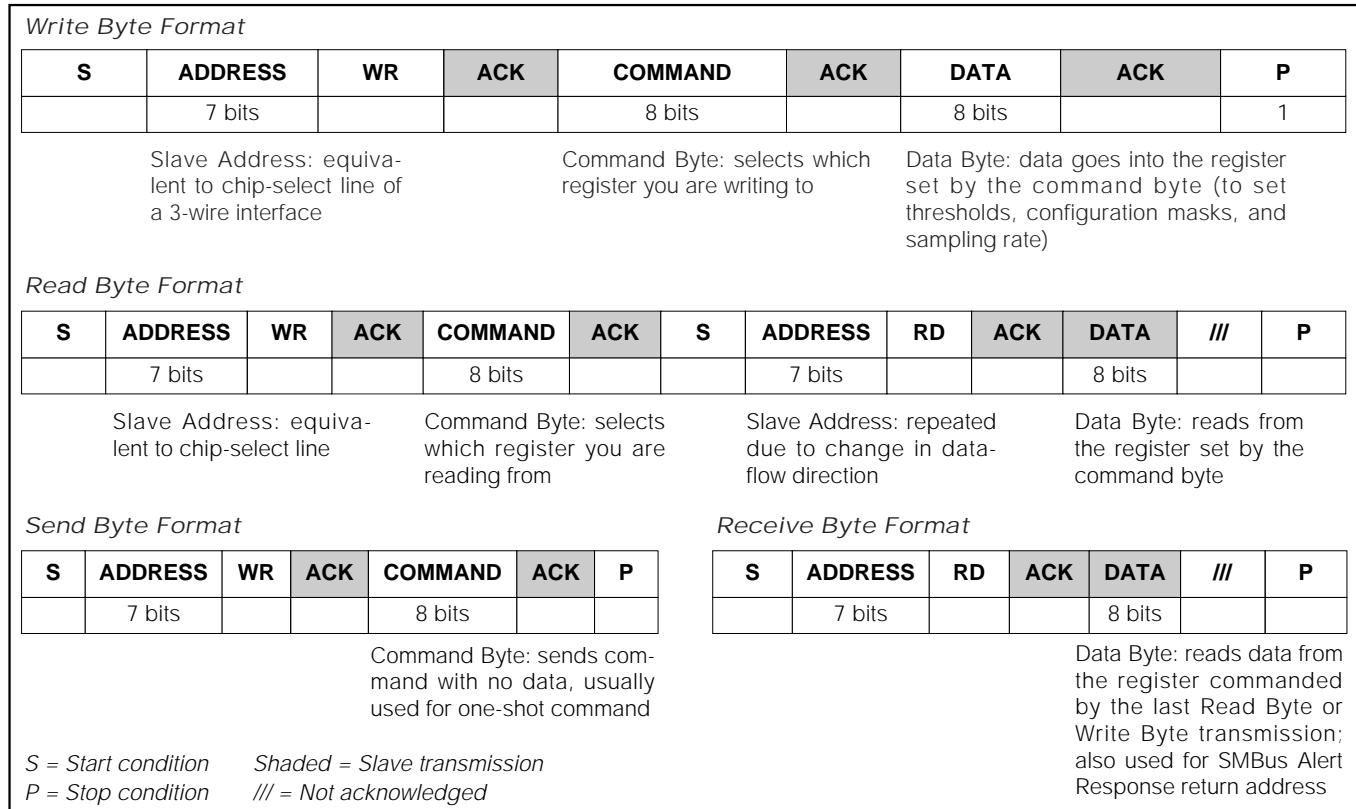 Write Byte Format
S ADDRESS WR ACK COMMAND ACK DATA ACK P
7 bits 8 bits 8 bits 1
Slave Address: equiva-
lent to chip-select line of
a 3-wire interface
Command Byte: selects which
register you are writing to
Data Byte: data goes into the register
set by the command byte (to set
thresholds, configuration masks, and
sampling rate)
Read Byte Format
S ADDRESS WR ACK COMMAND ACK S ADDRESS RD ACK DATA /// P
7 bits 8 bits 7 bits 8 bits
Slave Address: equiva-
lent to chip-select line
Command Byte: selects
which register you are
reading from
Slave Address: repeated
due to change in data-
flow direction
Data Byte: reads from
the register set by the
command byte
Send Byte Format
S ADDRESS WR ACK COMMAND ACK P
7 bits 8 bits
Command Byte: sends com-
mand with no data, usually
used for one-shot command
Receive Byte Format
S ADDRESS RD ACK DATA /// P
7 bits 8 bits
Data Byte: reads data from
the register commanded
by the last Read Byte or
Write Byte transmission;
also used for SMBus Alert
Response return address
S = Start condition Shaded = Slave transmission
P = Stop condition /// = Not acknowledged